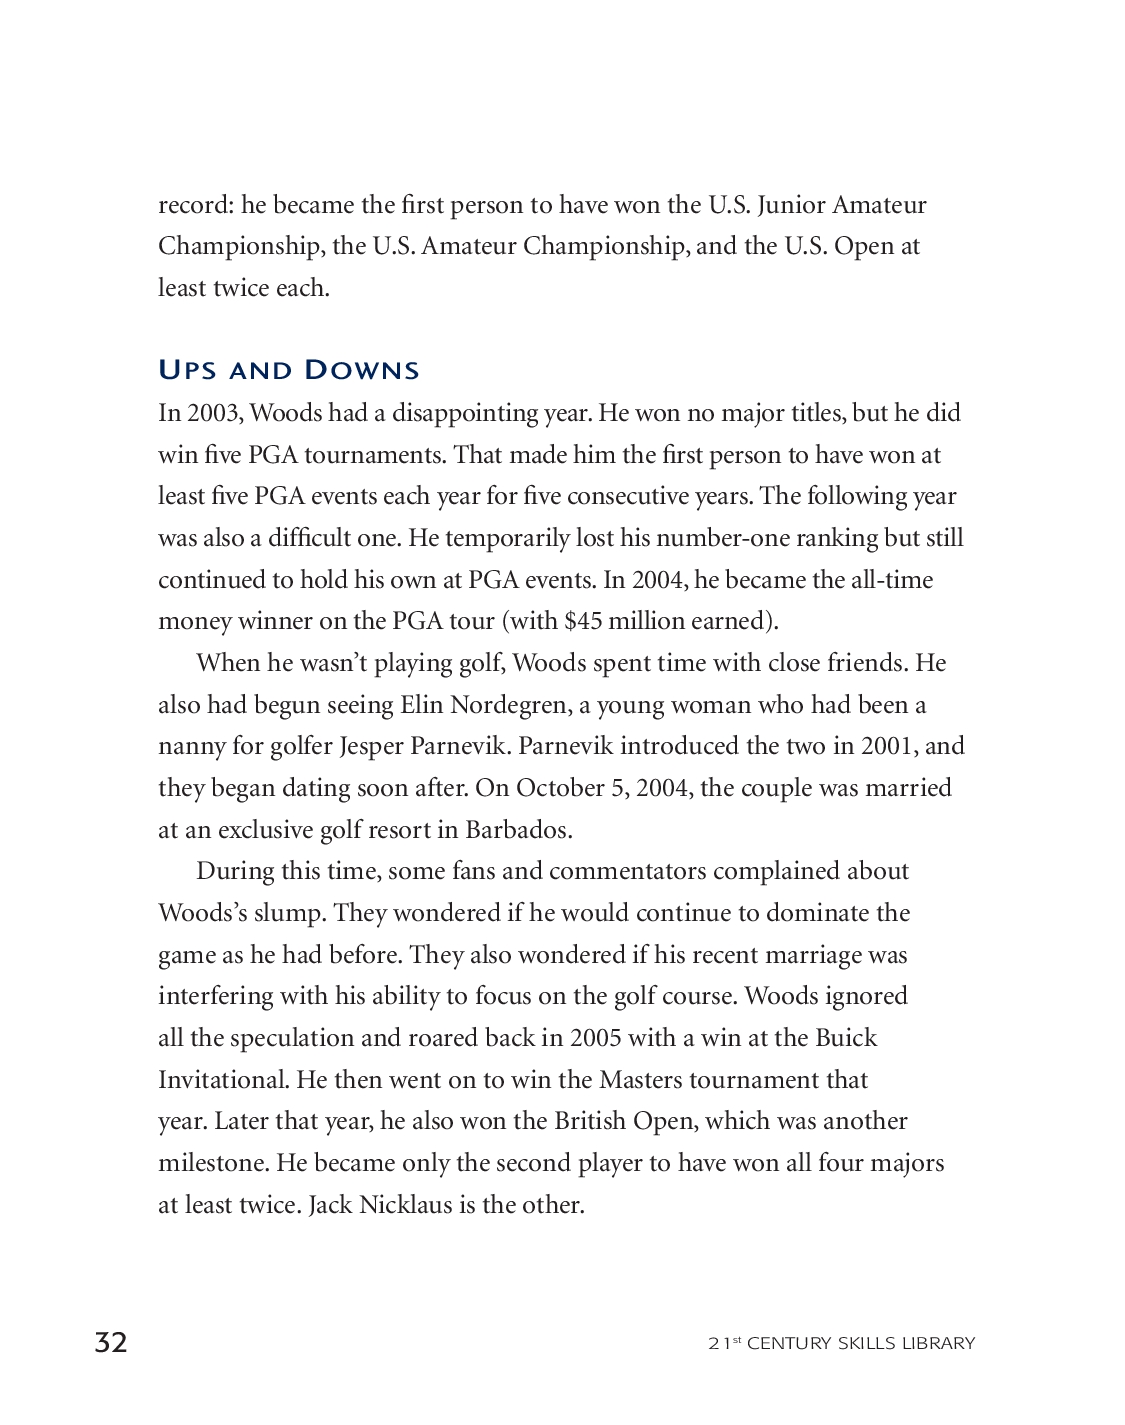 record: he became the first person to have won the U.S. Junior Amateur
Championship, the U.S. Amateur Championship, and the U.S. Open at
least twice each.
UPS AND DOWNS
In 2003, Woods had a disappointing year. He won no major titles, but he did
win five PGA tournaments. That made him the first person to have won at
least five PGA events each year for five consecutive years. The following year
was also a difficult one. He temporarily lost his number-one ranking but still
continued to hold his own at PGA events. In 2004, he became the all-time
money winner on the PGA tour (with $45 million earned).
When he wasn’t playing golf, Woods spent time with close friends. He
also had begun seeing Elin Nordegren, a young woman who had been a
nanny for golfer Jesper Parnevik. Parnevik introduced the two in 2001, and
they began dating soon after. On October 5, 2004, the couple was married
at an exclusive golf resort in Barbados.
During this time, some fans and commentators complained about
Woods’s slump. They wondered if he would continue to dominate the
game as he had before. They also wondered if his recent marriage was
interfering with his ability to focus on the golf course. Woods ignored
all the speculation and roared back in 2005 with a win at the Buick
Invitational. He then went on to win the Masters tournament that
year. Later that year, he also won the British Open, which was another
milestone. He became only the second player to have won all four majors
at least twice. Jack Nicklaus is the other.
32 21st CENTURY SKILLS LIBRARY